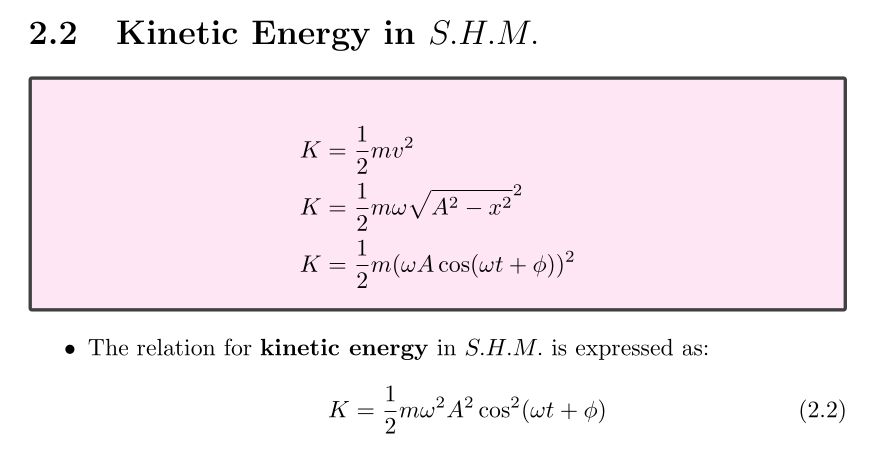 2.2 Kinetic Energy in S.H.M.
K = \frac{1}{2}mv^2
K = \frac{1}{2}m\omega\sqrt{A^2 - x^2}^2
K = \frac{1}{2}m(\omega A\cos(\omega t + \phi))^2
• The relation for kinetic energy in S.H.M. is expressed as:
K = \frac{1}{2}m\omega^2 A^2\cos^2(\omega t + \phi) (2.2)